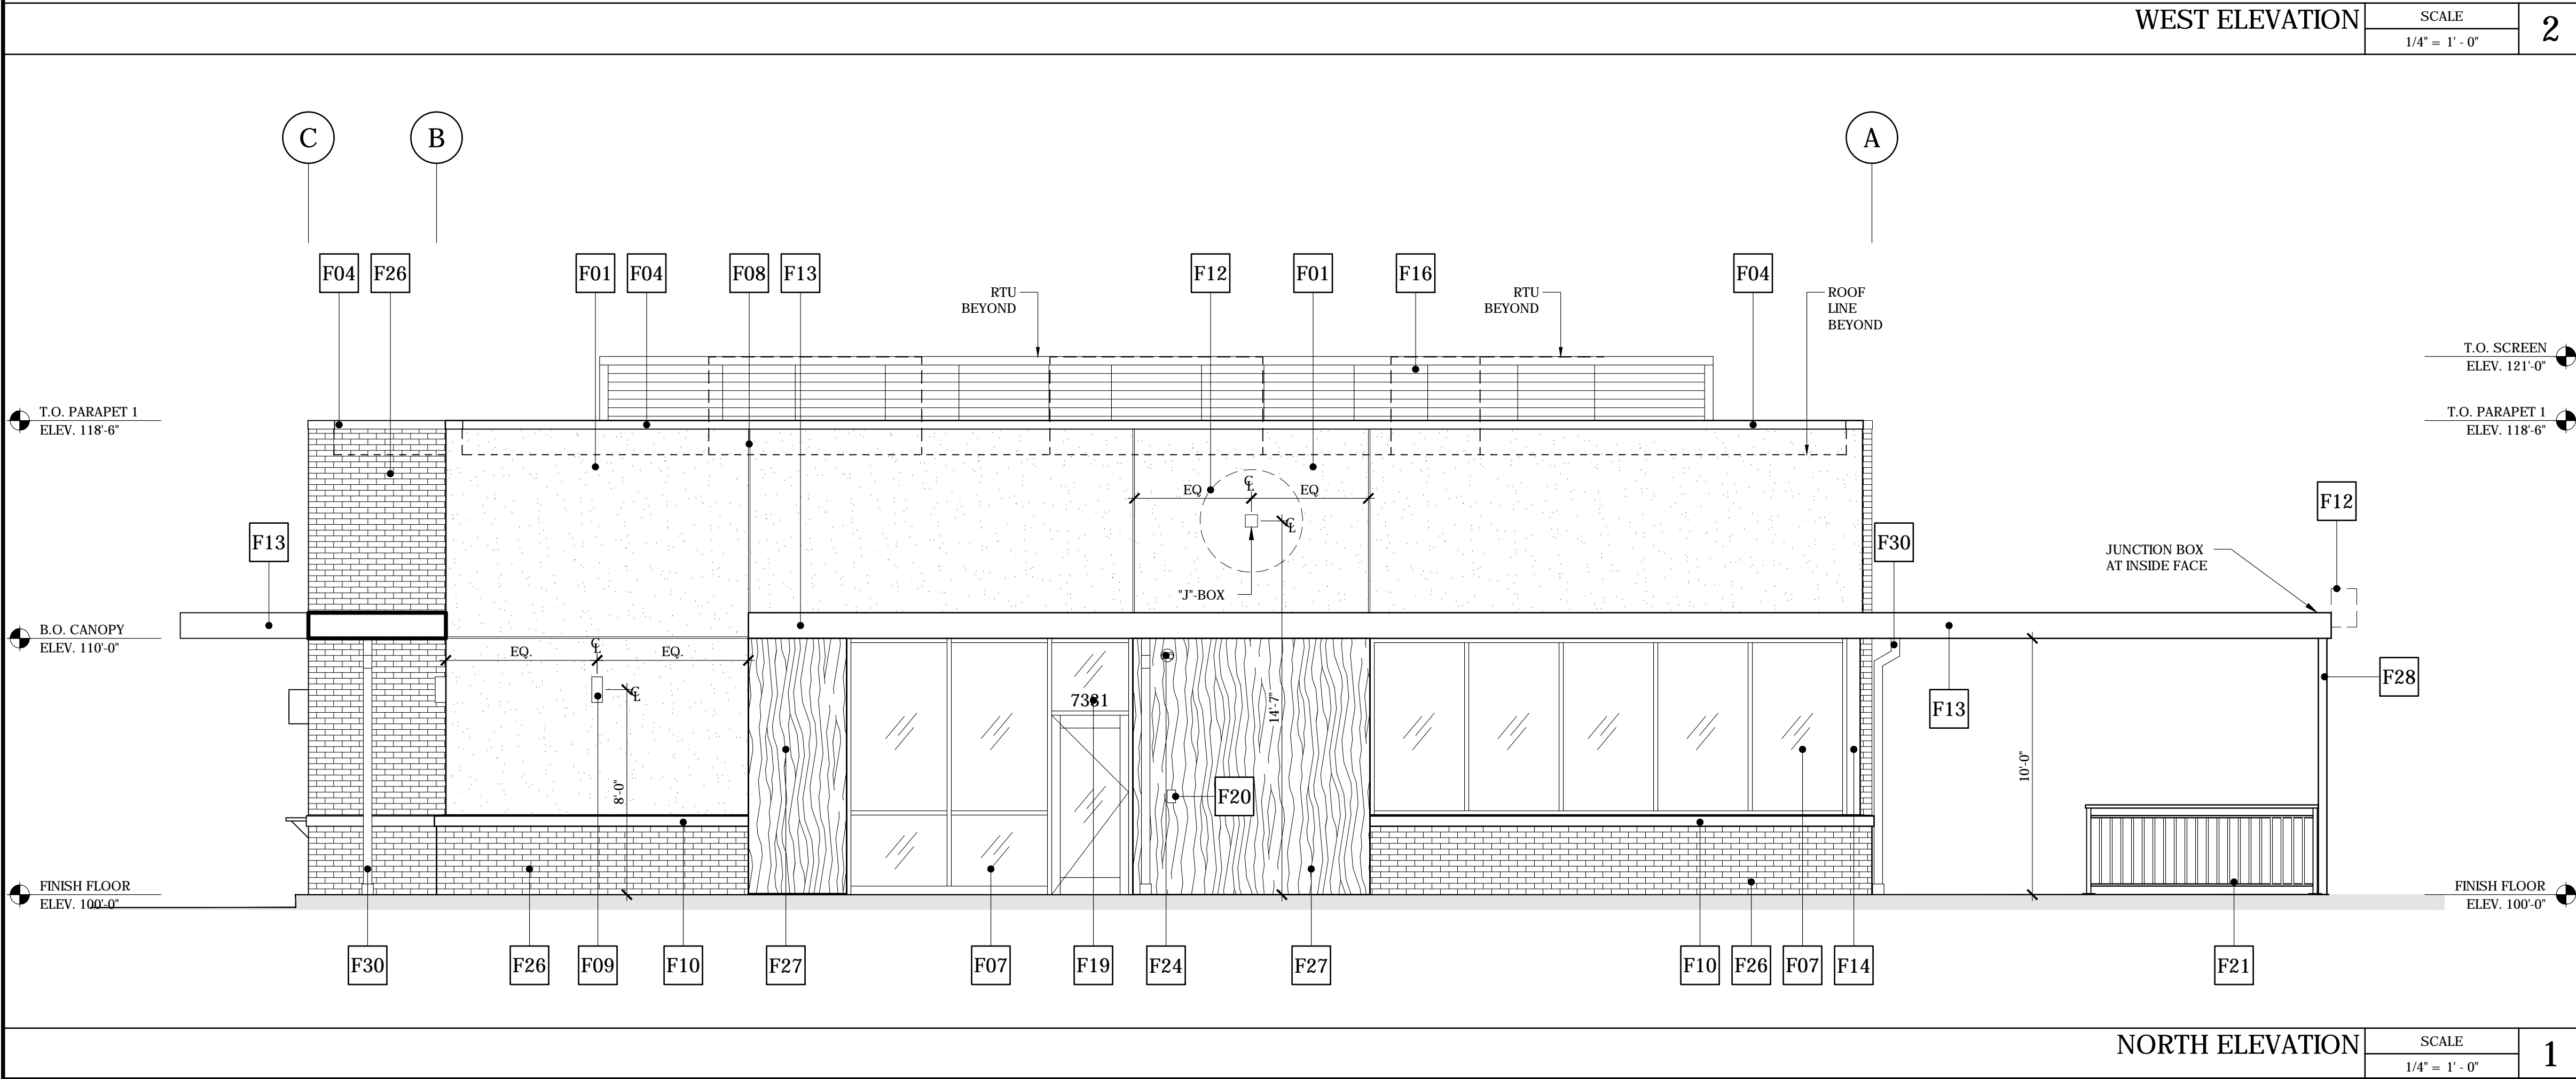 WEST ELEVATION
SCALE
1/4" = 1' - 0"
2
C
B
A
F04
F26
F01
F04
F08
F13
F12
F01
F16
F04
RTU
BEYOND
RTU
BEYOND
ROOF
LINE
BEYOND
T.O. SCREEN
ELEV. 121'-0"
T.O. PARAPET 1
ELEV. 118'-6"
T.O. PARAPET 1
ELEV. 118'-6"
EQ
CL
EQ
CL
F12
F13
F30
JUNCTION BOX
AT INSIDE FACE
"J"-BOX
B.O. CANOPY
ELEV. 110'-0"
EQ.
CL
EQ.
CL
F28
7331
14'-7"
F13
10'-0"
8'-0"
F20
FINISH FLOOR
ELEV. 100'-0"
FINISH FLOOR
ELEV. 100'-0"
F30
F26
F09
F10
F27
F07
F19
F24
F27
F10
F26
F07
F14
F21
NORTH ELEVATION
SCALE
1/4" = 1' - 0"
1